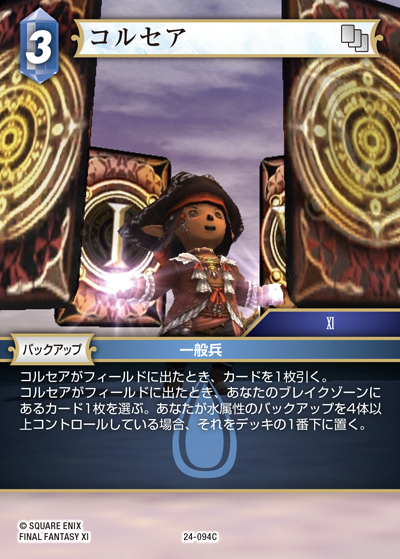 3
コルセア
I
XI
バックアップ
一般兵
コルセアがフィールドに出たとき、カードを1枚引く。
コルセアがフィールドに出たとき、あなたのブレイクゾーンに
あるカード1枚を選ぶ。あなたが水属性のバックアップを4体以
上コントロールしている場合、それをデッキの1番下に置く。
© SQUARE ENIX
FINAL FANTASY XI
24-094C